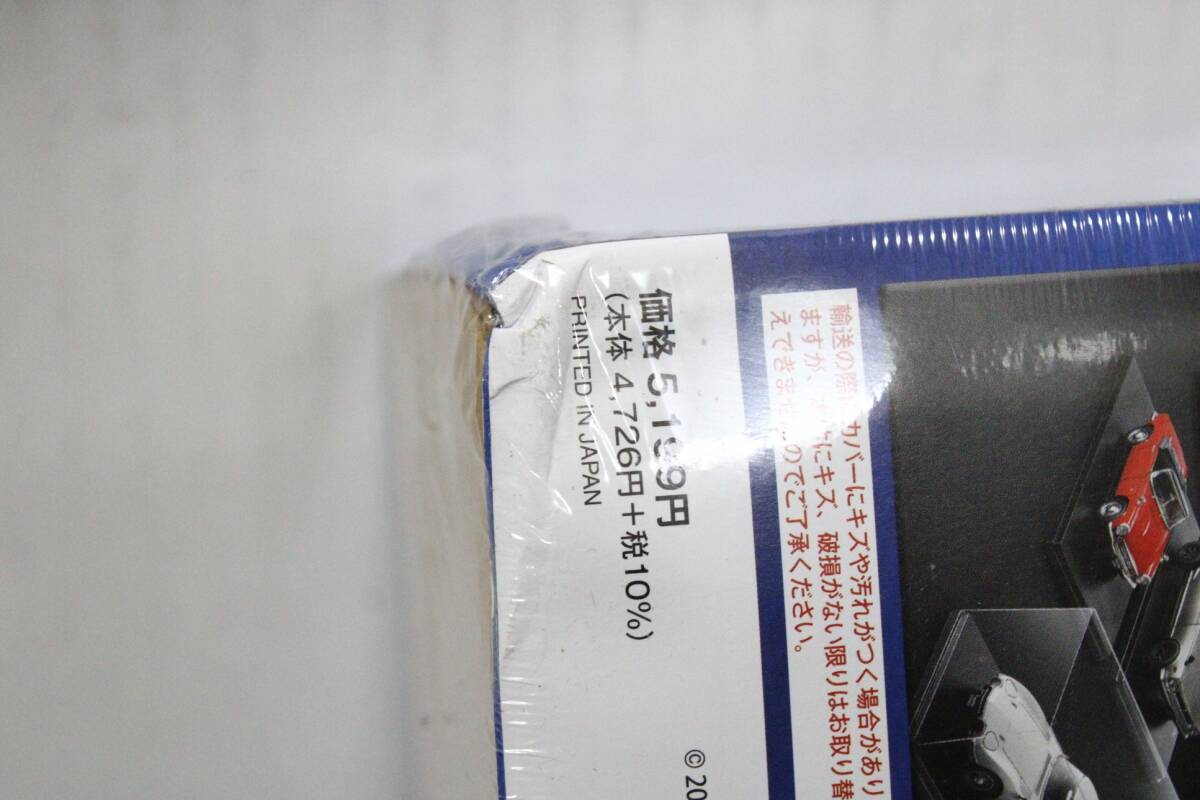 輸送の際 カバーにキズや汚れがつく場合があり
ますが、 にキズ、破損がない限りはお取り替
えできませんのでご了承ください。
価格 5,199円
(本体 4,726円+税10%)
PRINTED IN JAPAN
© 20